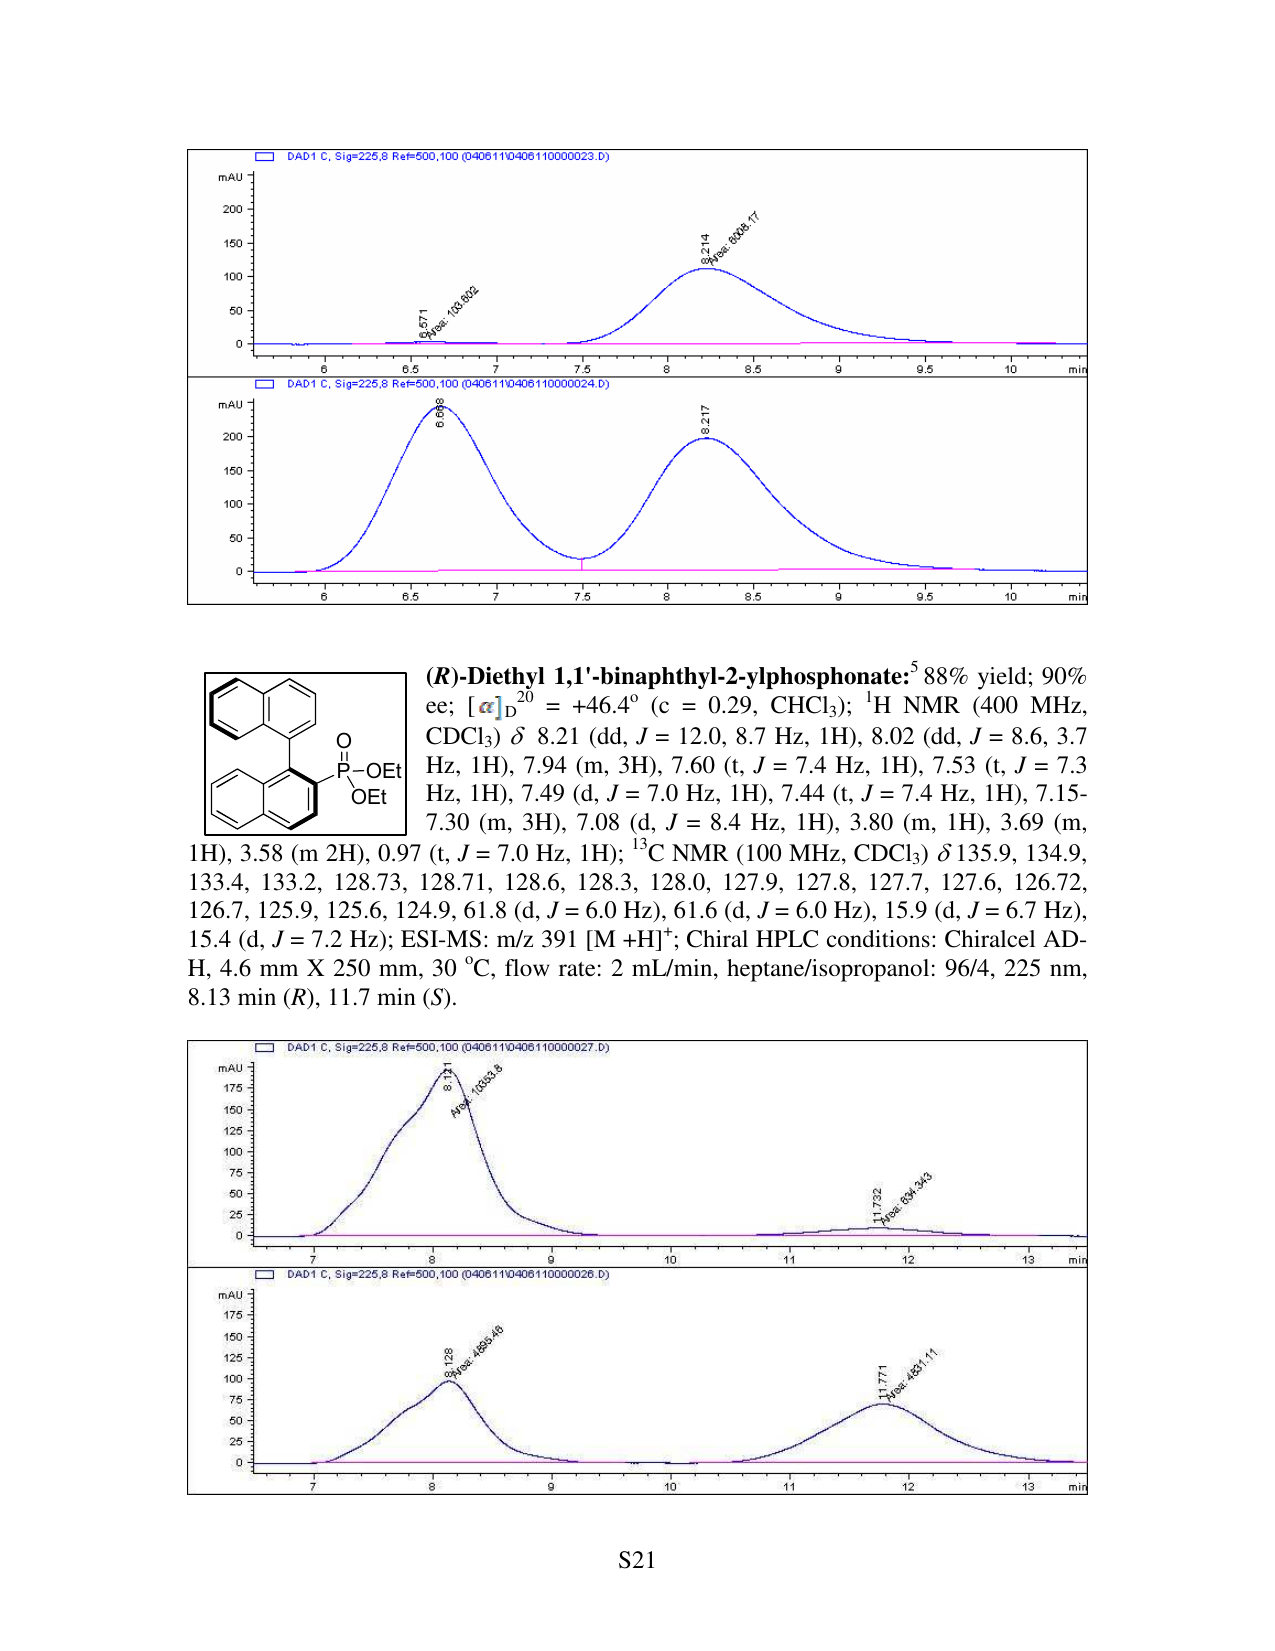 DAD1 C, Sig=225,8 Ref=500,100 (040611\0406110000023.D)
mAU
200
150
100
50
0
6.571
Area: 103.602
8.214
Area: 6008.17
6 6.5 7 7.5 8 8.5 9 9.5 10 min
DAD1 C, Sig=225,8 Ref=500,100 (040611\0406110000024.D)
mAU
200
150
100
50
0
6.668
8.217
6 6.5 7 7.5 8 8.5 9 9.5 10 min
O
P OEt
OEt
(R)-Diethyl 1,1'-binaphthyl-2-ylphosphonate:5 88% yield; 90%
ee; [α]D20 = +46.4o (c = 0.29, CHCl3); 1H NMR (400 MHz,
CDCl3) δ 8.21 (dd, J = 12.0, 8.7 Hz, 1H), 8.02 (dd, J = 8.6, 3.7
Hz, 1H), 7.94 (m, 3H), 7.60 (t, J = 7.4 Hz, 1H), 7.53 (t, J = 7.3
Hz, 1H), 7.49 (d, J = 7.0 Hz, 1H), 7.44 (t, J = 7.4 Hz, 1H), 7.15-
7.30 (m, 3H), 7.08 (d, J = 8.4 Hz, 1H), 3.80 (m, 1H), 3.69 (m,
1H), 3.58 (m 2H), 0.97 (t, J = 7.0 Hz, 1H); 13C NMR (100 MHz, CDCl3) δ 135.9, 134.9,
133.4, 133.2, 128.73, 128.71, 128.6, 128.3, 128.0, 127.9, 127.8, 127.7, 127.6, 126.72,
126.7, 125.9, 125.6, 124.9, 61.8 (d, J = 6.0 Hz), 61.6 (d, J = 6.0 Hz), 15.9 (d, J = 6.7 Hz),
15.4 (d, J = 7.2 Hz); ESI-MS: m/z 391 [M +H]+; Chiral HPLC conditions: Chiralcel AD-
H, 4.6 mm X 250 mm, 30 oC, flow rate: 2 mL/min, heptane/isopropanol: 96/4, 225 nm,
8.13 min (R), 11.7 min (S).
DAD1 C, Sig=225,8 Ref=500,100 (040611\0406110000027.D)
mAU
175
150
125
100
75
50
25
0
8.121
Area: 10353.8
11.732
Area: 634.343
7 8 9 10 11 12 13 min
DAD1 C, Sig=225,8 Ref=500,100 (040611\0406110000026.D)
mAU
175
150
125
100
75
50
25
0
8.128
Area: 4895.46
11.771
Area: 4831.11
7 8 9 10 11 12 13 min
S21